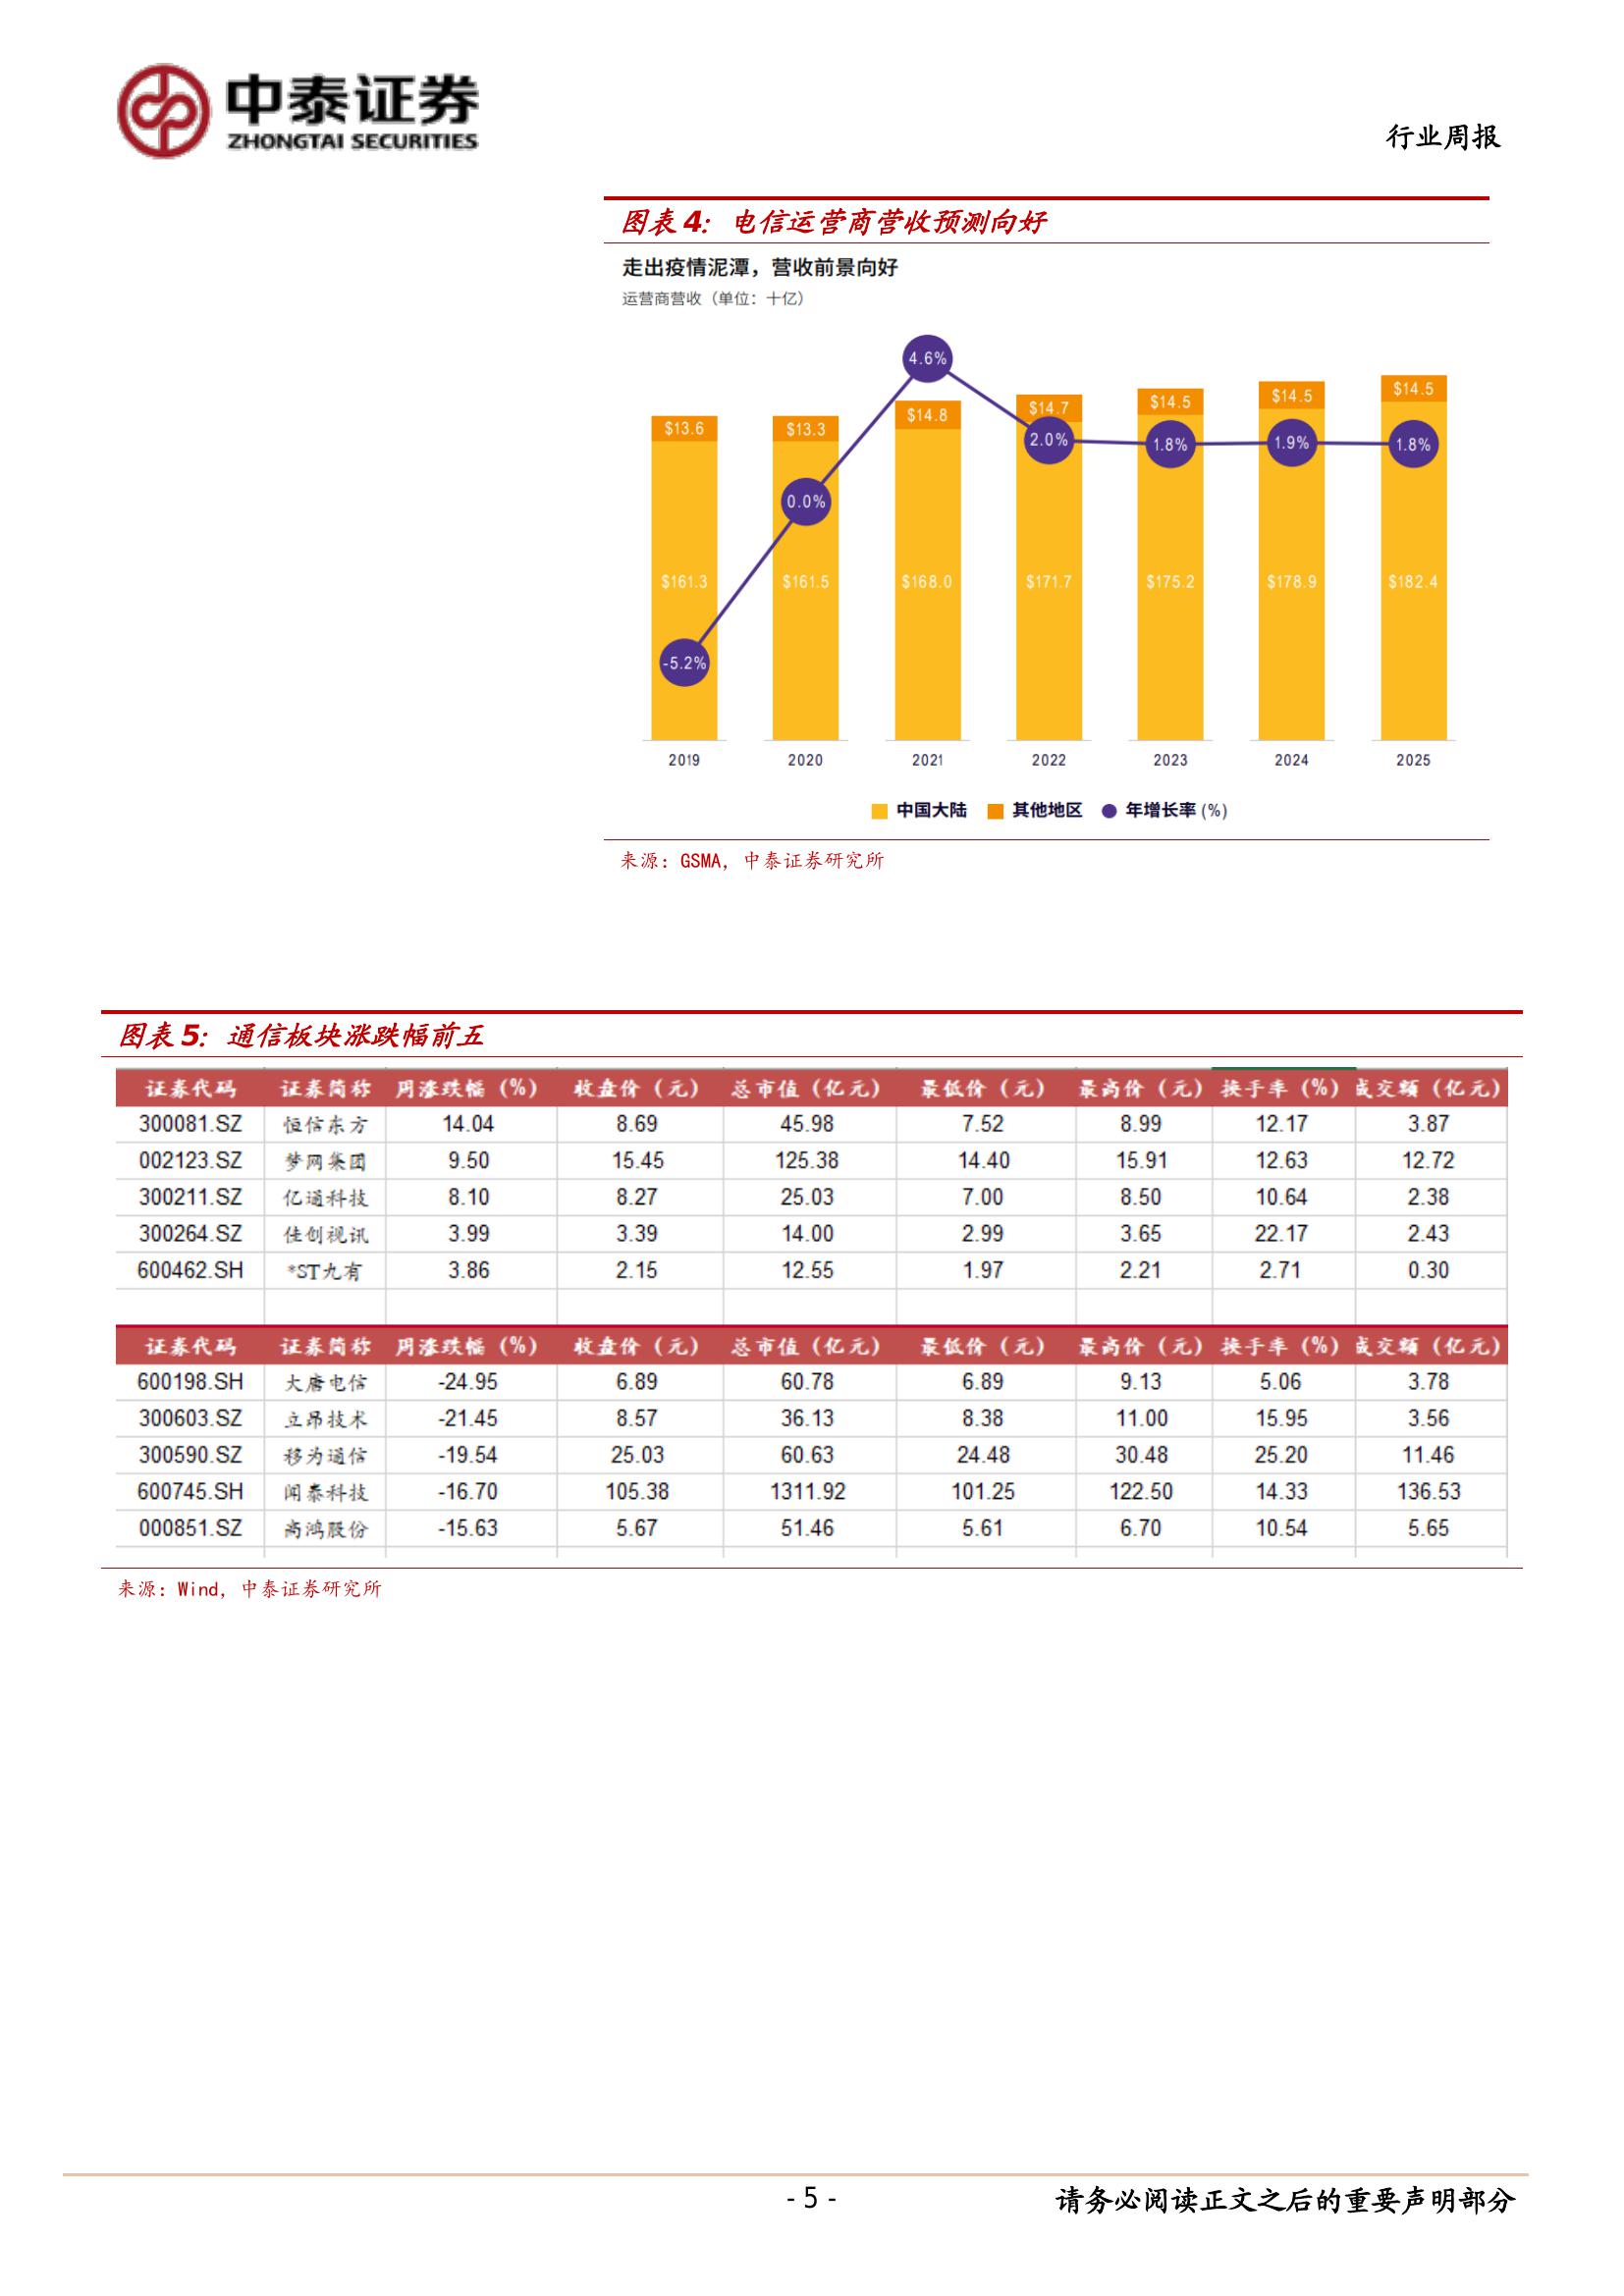 中泰证券
ZHONGTAI SECURITIES
行业周报
图表 4：电信运营商营收预测向好
走出疫情泥潭，营收前景向好
运营商营收（单位：十亿）
4.6%
$13.6 $13.3 $14.8 $14.7 $14.5 $14.5 $14.5
2.0% 1.8% 1.9% 1.8%
0.0%
$161.3 $161.5 $168.0 $171.7 $175.2 $178.9 $182.4
-5.2%
2019 2020 2021 2022 2023 2024 2025
中国大陆 其他地区 年增长率 (%)
来源：GSMA，中泰证券研究所
图表 5：通信板块涨跌幅前五
证券代码 证券简称 周涨跌幅（%） 收盘价（元） 总市值（亿元） 最低价（元） 最高价（元） 换手率（%） 成交额（亿元）
300081.SZ 恒信东方 14.04 8.69 45.98 7.52 8.99 12.17 3.87
002123.SZ 梦网集团 9.50 15.45 125.38 14.40 15.91 12.63 12.72
300211.SZ 亿通科技 8.10 8.27 25.03 7.00 8.50 10.64 2.38
300264.SZ 佳创视讯 3.99 3.39 14.00 2.99 3.65 22.17 2.43
600462.SH *ST九有 3.86 2.15 12.55 1.97 2.21 2.71 0.30
证券代码 证券简称 周涨跌幅（%） 收盘价（元） 总市值（亿元） 最低价（元） 最高价（元） 换手率（%） 成交额（亿元）
600198.SH 大唐电信 -24.95 6.89 60.78 6.89 9.13 5.06 3.78
300603.SZ 立昂技术 -21.45 8.57 36.13 8.38 11.00 15.95 3.56
300590.SZ 移为通信 -19.54 25.03 60.63 24.48 30.48 25.20 11.46
600745.SH 闻泰科技 -16.70 105.38 1311.92 101.25 122.50 14.33 136.53
000851.SZ 高鸿股份 -15.63 5.67 51.46 5.61 6.70 10.54 5.65
来源：Wind，中泰证券研究所
- 5 -
请务必阅读正文之后的重要声明部分